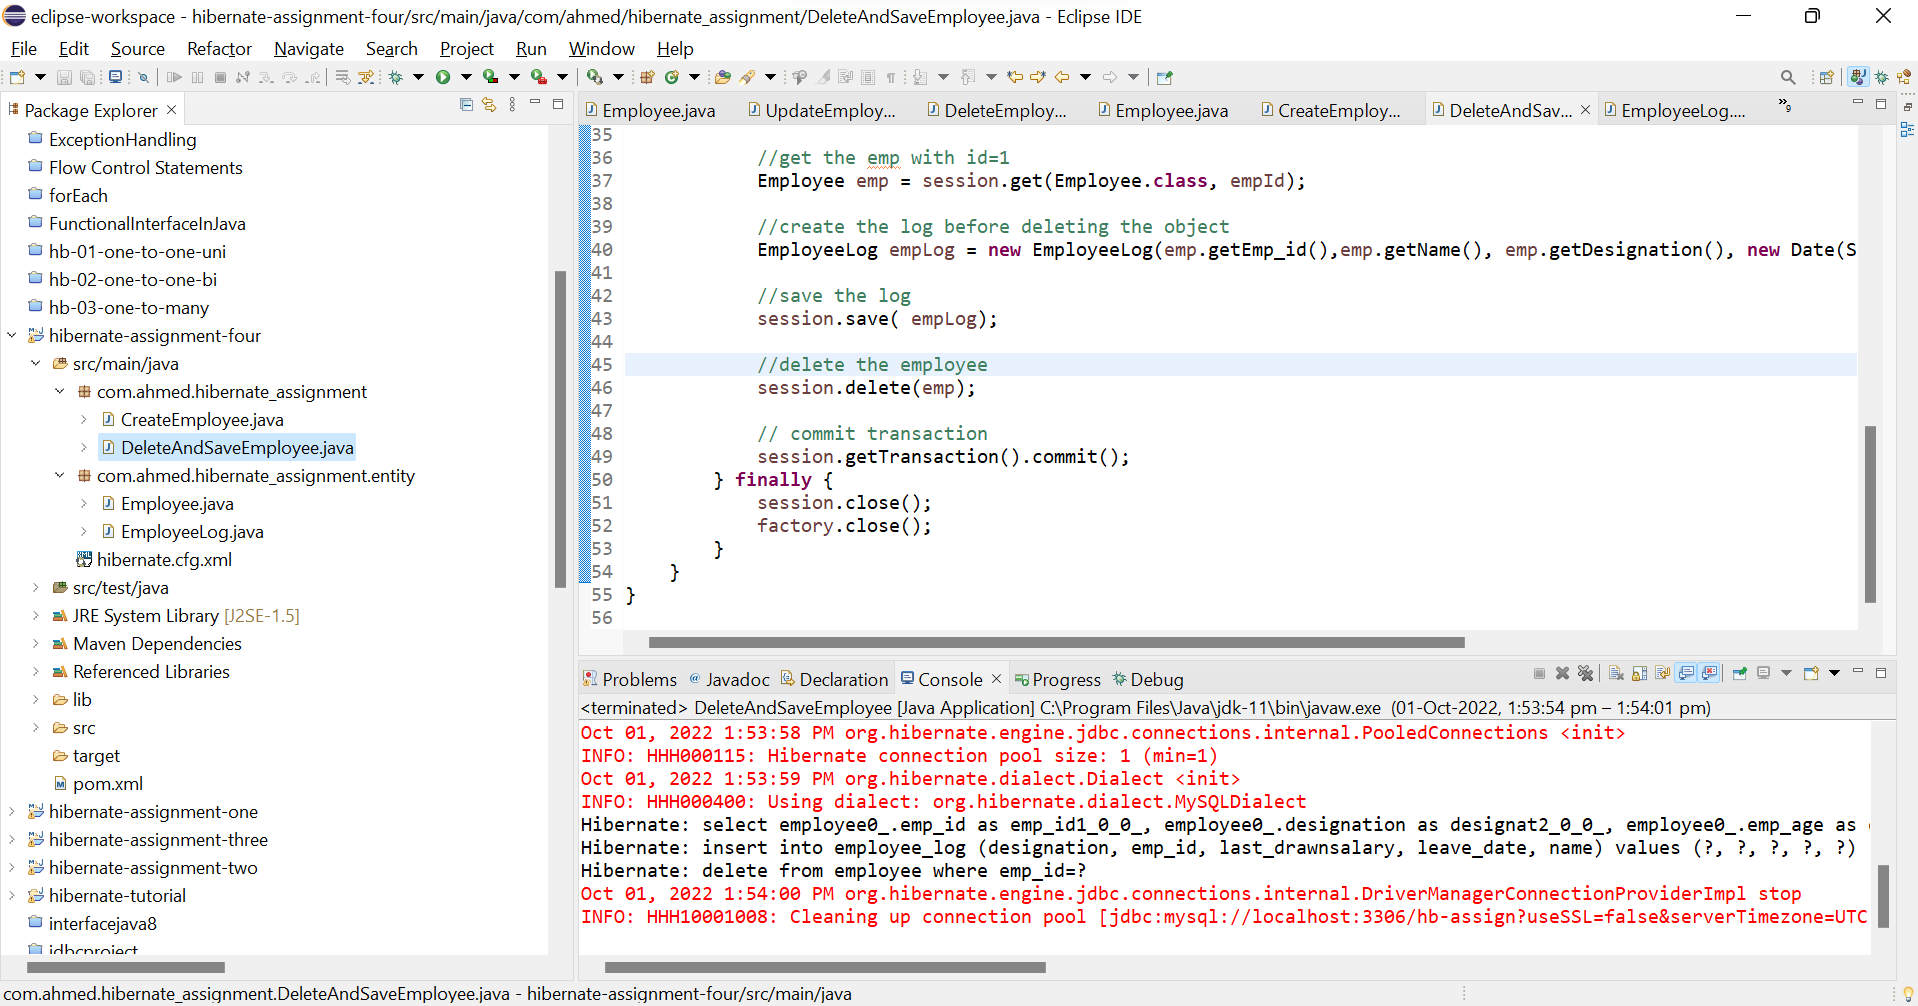 eclipse-workspace - hibernate-assignment-four/src/main/java/com/ahmed/hibernate_assignment/DeleteAndSaveEmployee.java - Eclipse IDE
File Edit Source Refactor Navigate Search Project Run Window Help
Package Explorer
ExceptionHandling
Flow Control Statements
forEach
FunctionalInterfaceInJava
hb-01-one-to-one-uni
hb-02-one-to-one-bi
hb-03-one-to-many
hibernate-assignment-four
src/main/java
com.ahmed.hibernate_assignment
CreateEmployee.java
DeleteAndSaveEmployee.java
com.ahmed.hibernate_assignment.entity
Employee.java
EmployeeLog.java
hibernate.cfg.xml
src/test/java
JRE System Library [J2SE-1.5]
Maven Dependencies
Referenced Libraries
lib
src
target
pom.xml
hibernate-assignment-one
hibernate-assignment-three
hibernate-assignment-two
hibernate-tutorial
interfacejava8
jdbcproject
Employee.java UpdateEmploy... DeleteEmploy... Employee.java CreateEmploy... DeleteAndSav... EmployeeLog.... »9
35
36 //get the emp with id=1
37 Employee emp = session.get(Employee.class, empId);
38
39 //create the log before deleting the object
40 EmployeeLog empLog = new EmployeeLog(emp.getEmp_id(),emp.getName(), emp.getDesignation(), new Date(S
41
42 //save the log
43 session.save( empLog);
44
45 //delete the employee
46 session.delete(emp);
47
48 // commit transaction
49 session.getTransaction().commit();
50 } finally {
51 session.close();
52 factory.close();
53 }
54 }
55 }
56
Problems @ Javadoc Declaration Console Progress Debug
<terminated> DeleteAndSaveEmployee [Java Application] C:\Program Files\Java\jdk-11\bin\javaw.exe (01-Oct-2022, 1:53:54 pm – 1:54:01 pm)
Oct 01, 2022 1:53:58 PM org.hibernate.engine.jdbc.connections.internal.PooledConnections <init>
INFO: HHH000115: Hibernate connection pool size: 1 (min=1)
Oct 01, 2022 1:53:59 PM org.hibernate.dialect.Dialect <init>
INFO: HHH000400: Using dialect: org.hibernate.dialect.MySQLDialect
Hibernate: select employee0_.emp_id as emp_id1_0_0_, employee0_.designation as designat2_0_0_, employee0_.emp_age as
Hibernate: insert into employee_log (designation, emp_id, last_drawnsalary, leave_date, name) values (?, ?, ?, ?, ?)
Hibernate: delete from employee where emp_id=?
Oct 01, 2022 1:54:00 PM org.hibernate.engine.jdbc.connections.internal.DriverManagerConnectionProviderImpl stop
INFO: HHH10001008: Cleaning up connection pool [jdbc:mysql://localhost:3306/hb-assign?useSSL=false&serverTimezone=UTC
com.ahmed.hibernate_assignment.DeleteAndSaveEmployee.java - hibernate-assignment-four/src/main/java